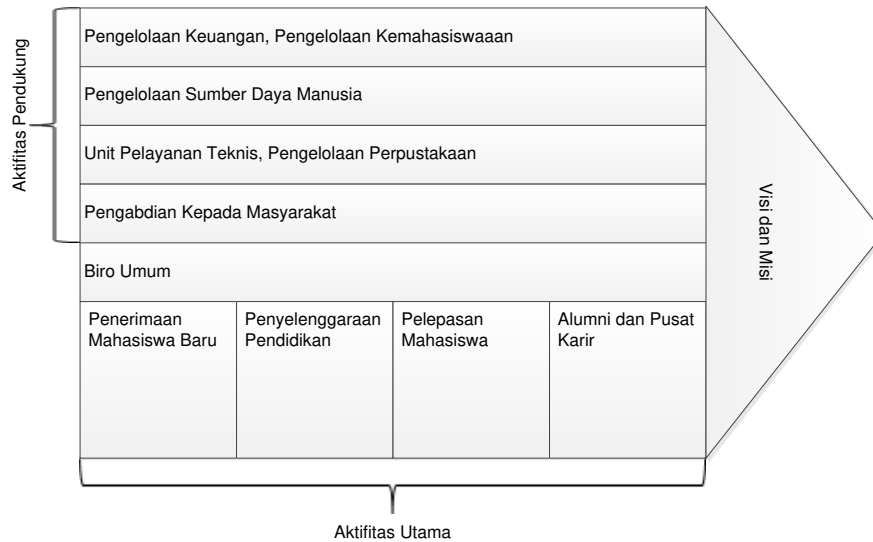 Aktifitas Pendukung
Pengelolaan Keuangan, Pengelolaan Kemahasiswaaan
Pengelolaan Sumber Daya Manusia
Unit Pelayanan Teknis, Pengelolaan Perpustakaan
Pengabdian Kepada Masyarakat
Biro Umum
Penerimaan
Mahasiswa Baru
Penyelenggaraan
Pendidikan
Pelepasan
Mahasiswa
Alumni dan Pusat
Karir
Visi dan Misi
Aktifitas Utama